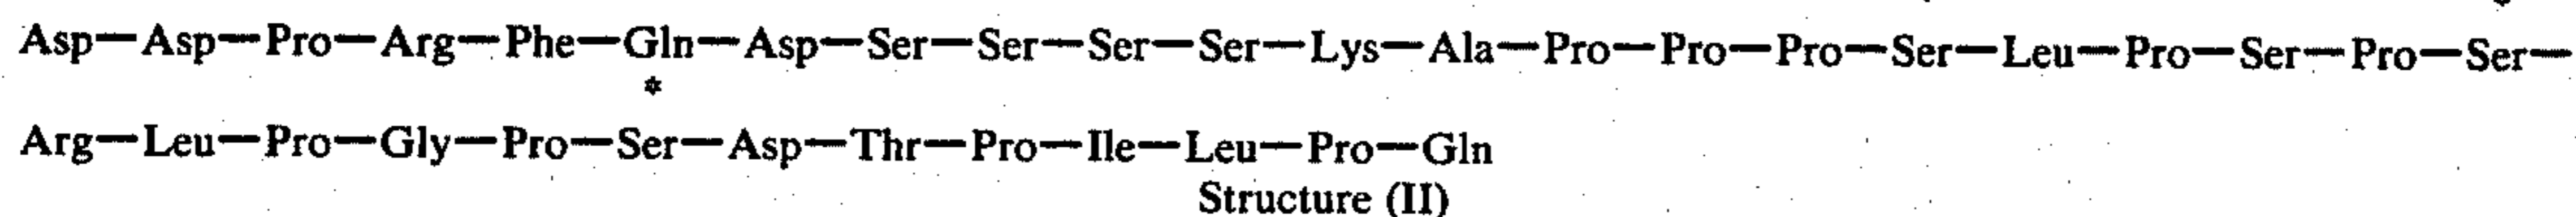 Asp—Asp—Pro—Arg—Phe—Gln—Asp—Ser—Ser—Ser—Ser—Lys—Ala—Pro—Pro—Pro—Ser—Leu—Pro—Ser—Pro—Ser—
*
Arg—Leu—Pro—Gly—Pro—Ser—Asp—Thr—Pro—Ile—Leu—Pro—Gln
Structure (II)